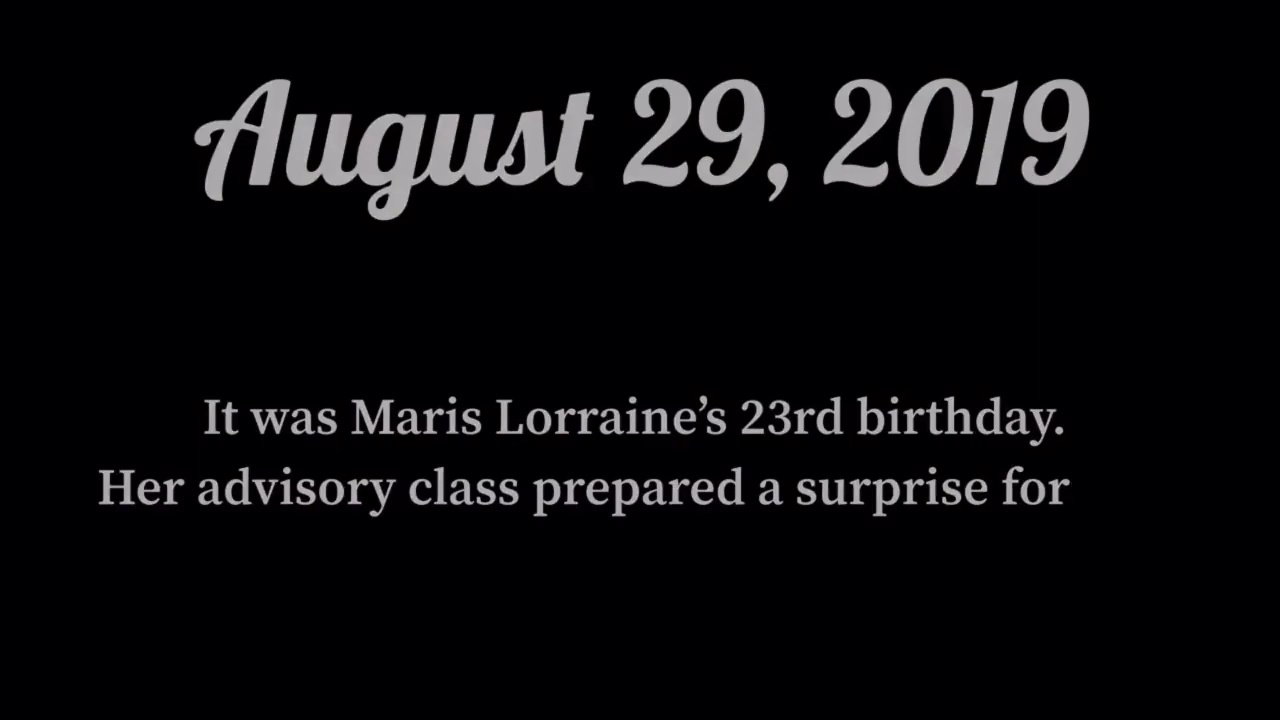 August 29, 2019
It was Maris Lorraine’s 23rd birthday.
Her advisory class prepared a surprise for